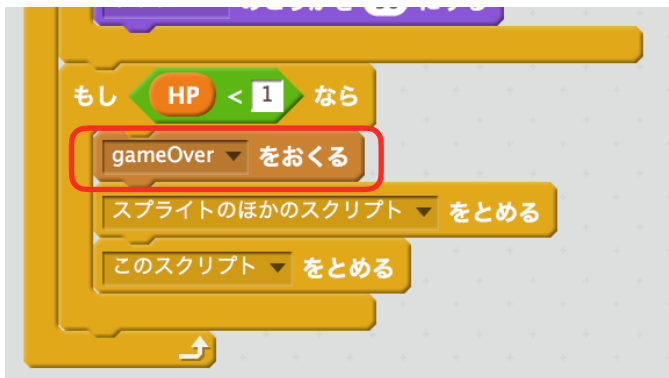 もし HP < 1 なら
gameOver をおくる
スプライトのほかのスクリプト をとめる
このスクリプト をとめる